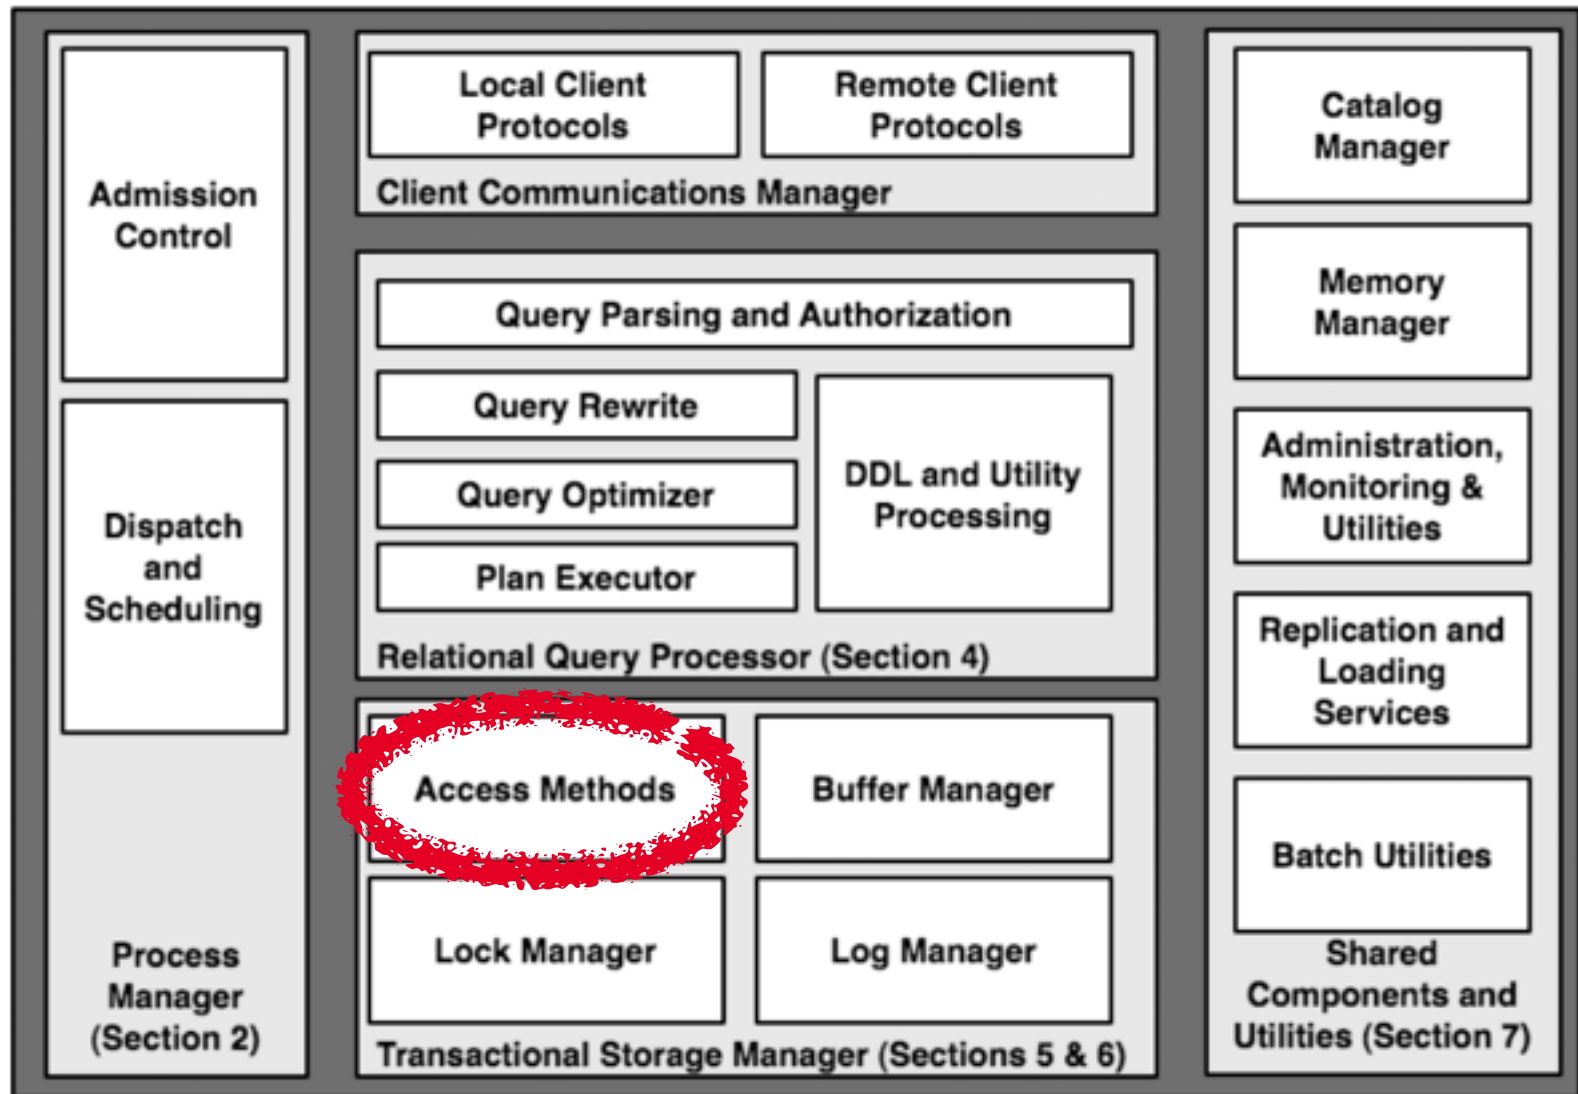 Admission
Control
Dispatch
and
Scheduling
Process
Manager
(Section 2)
Local Client
Protocols
Remote Client
Protocols
Client Communications Manager
Query Parsing and Authorization
Query Rewrite
Query Optimizer
Plan Executor
DDL and Utility
Processing
Relational Query Processor (Section 4)
Access Methods
Buffer Manager
Lock Manager
Log Manager
Transactional Storage Manager (Sections 5 & 6)
Catalog
Manager
Memory
Manager
Administration,
Monitoring &
Utilities
Replication and
Loading
Services
Batch Utilities
Shared
Components and
Utilities (Section 7)